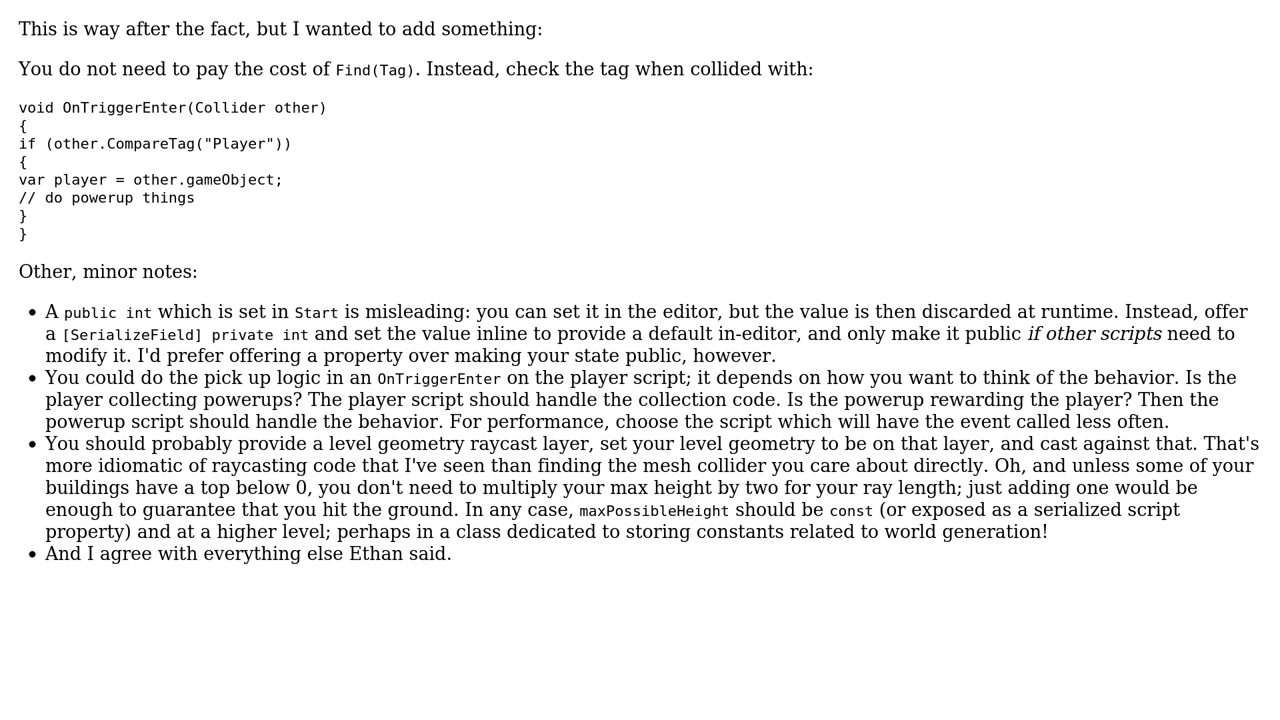 This is way after the fact, but I wanted to add something:
You do not need to pay the cost of Find(Tag). Instead, check the tag when collided with:
void OnTriggerEnter(Collider other)
{
if (other.CompareTag("Player"))
{
var player = other.gameObject;
// do powerup things
}
}
Other, minor notes:
• A public int which is set in Start is misleading: you can set it in the editor, but the value is then discarded at runtime. Instead, offer
a [SerializeField] private int and set the value inline to provide a default in-editor, and only make it public if other scripts need to
modify it. I'd prefer offering a property over making your state public, however.
• You could do the pick up logic in an OnTriggerEnter on the player script; it depends on how you want to think of the behavior. Is the
player collecting powerups? The player script should handle the collection code. Is the powerup rewarding the player? Then the
powerup script should handle the behavior. For performance, choose the script which will have the event called less often.
• You should probably provide a level geometry raycast layer, set your level geometry to be on that layer, and cast against that. That's
more idiomatic of raycasting code that I've seen than finding the mesh collider you care about directly. Oh, and unless some of your
buildings have a top below 0, you don't need to multiply your max height by two for your ray length; just adding one would be
enough to guarantee that you hit the ground. In any case, maxPossibleHeight should be const (or exposed as a serialized script
property) and at a higher level; perhaps in a class dedicated to storing constants related to world generation!
• And I agree with everything else Ethan said.